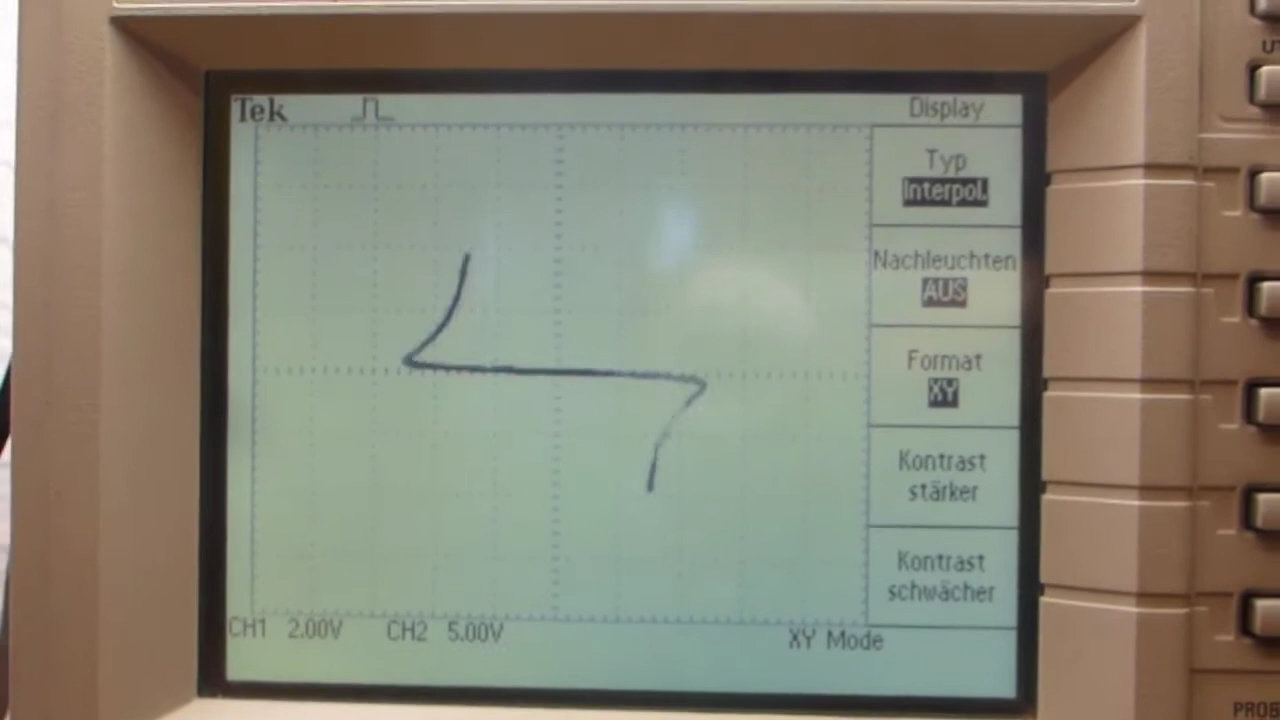 Tek
Display
Typ
Interpol.
Nachleuchten
AUS
Format
XY
Kontrast
stärker
Kontrast
schwächer
CH1 2.00V CH2 5.00V XY Mode